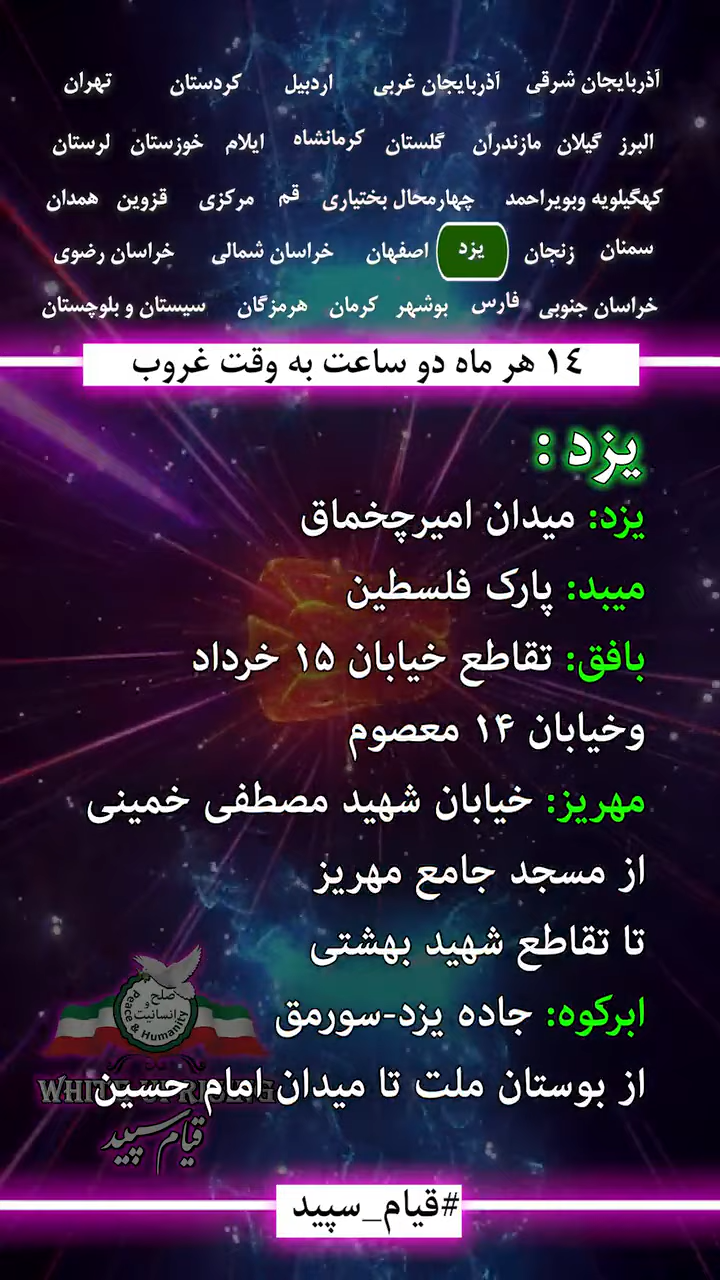 آذربایجان شرقی آذربایجان غربی اردبیل کردستان تهران
البرز گیلان مازندران گلستان کرمانشاه ایلام خوزستان لرستان
کهگیلویه وبویراحمد چهارمحال بختیاری قم مرکزی قزوین همدان
سمنان زنجان یزد اصفهان خراسان شمالی خراسان رضوی
خراسان جنوبی فارس بوشهر کرمان هرمزگان سیستان و بلوچستان
۱٤ هر ماه دو ساعت به وقت غروب
یزد :
یزد: میدان امیرچخماق
میبد: پارک فلسطین
بافق: تقاطع خیابان ۱۵ خرداد
وخیابان ۱۴ معصوم
مهریز: خیابان شهید مصطفی خمینی
از مسجد جامع مهریز
تا تقاطع شهید بهشتی
ابرکوه: جاده یزد-سورمق
از بوستان ملت تا میدان امام حسین
صلح و انسانیت
Peace & Humanity
WHITE UPRISING
قیام سپید
#قیام_سپید